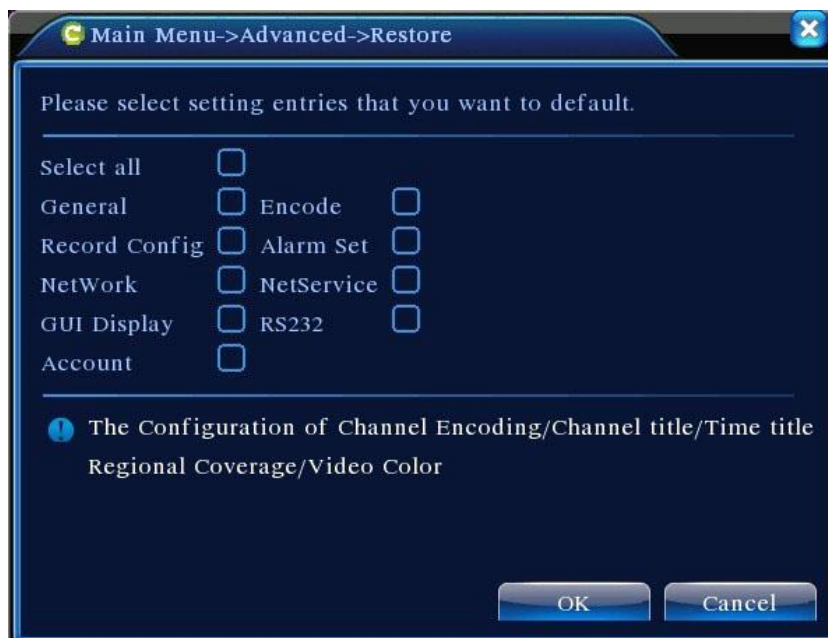 Main Menu->Advanced->Restore
Please select setting entries that you want to default.
Select all
General Encode
Record Config Alarm Set
NetWork NetService
GUI Display RS232
Account
The Configuration of Channel Encoding/Channel title/Time title
Regional Coverage/Video Color
OK Cancel